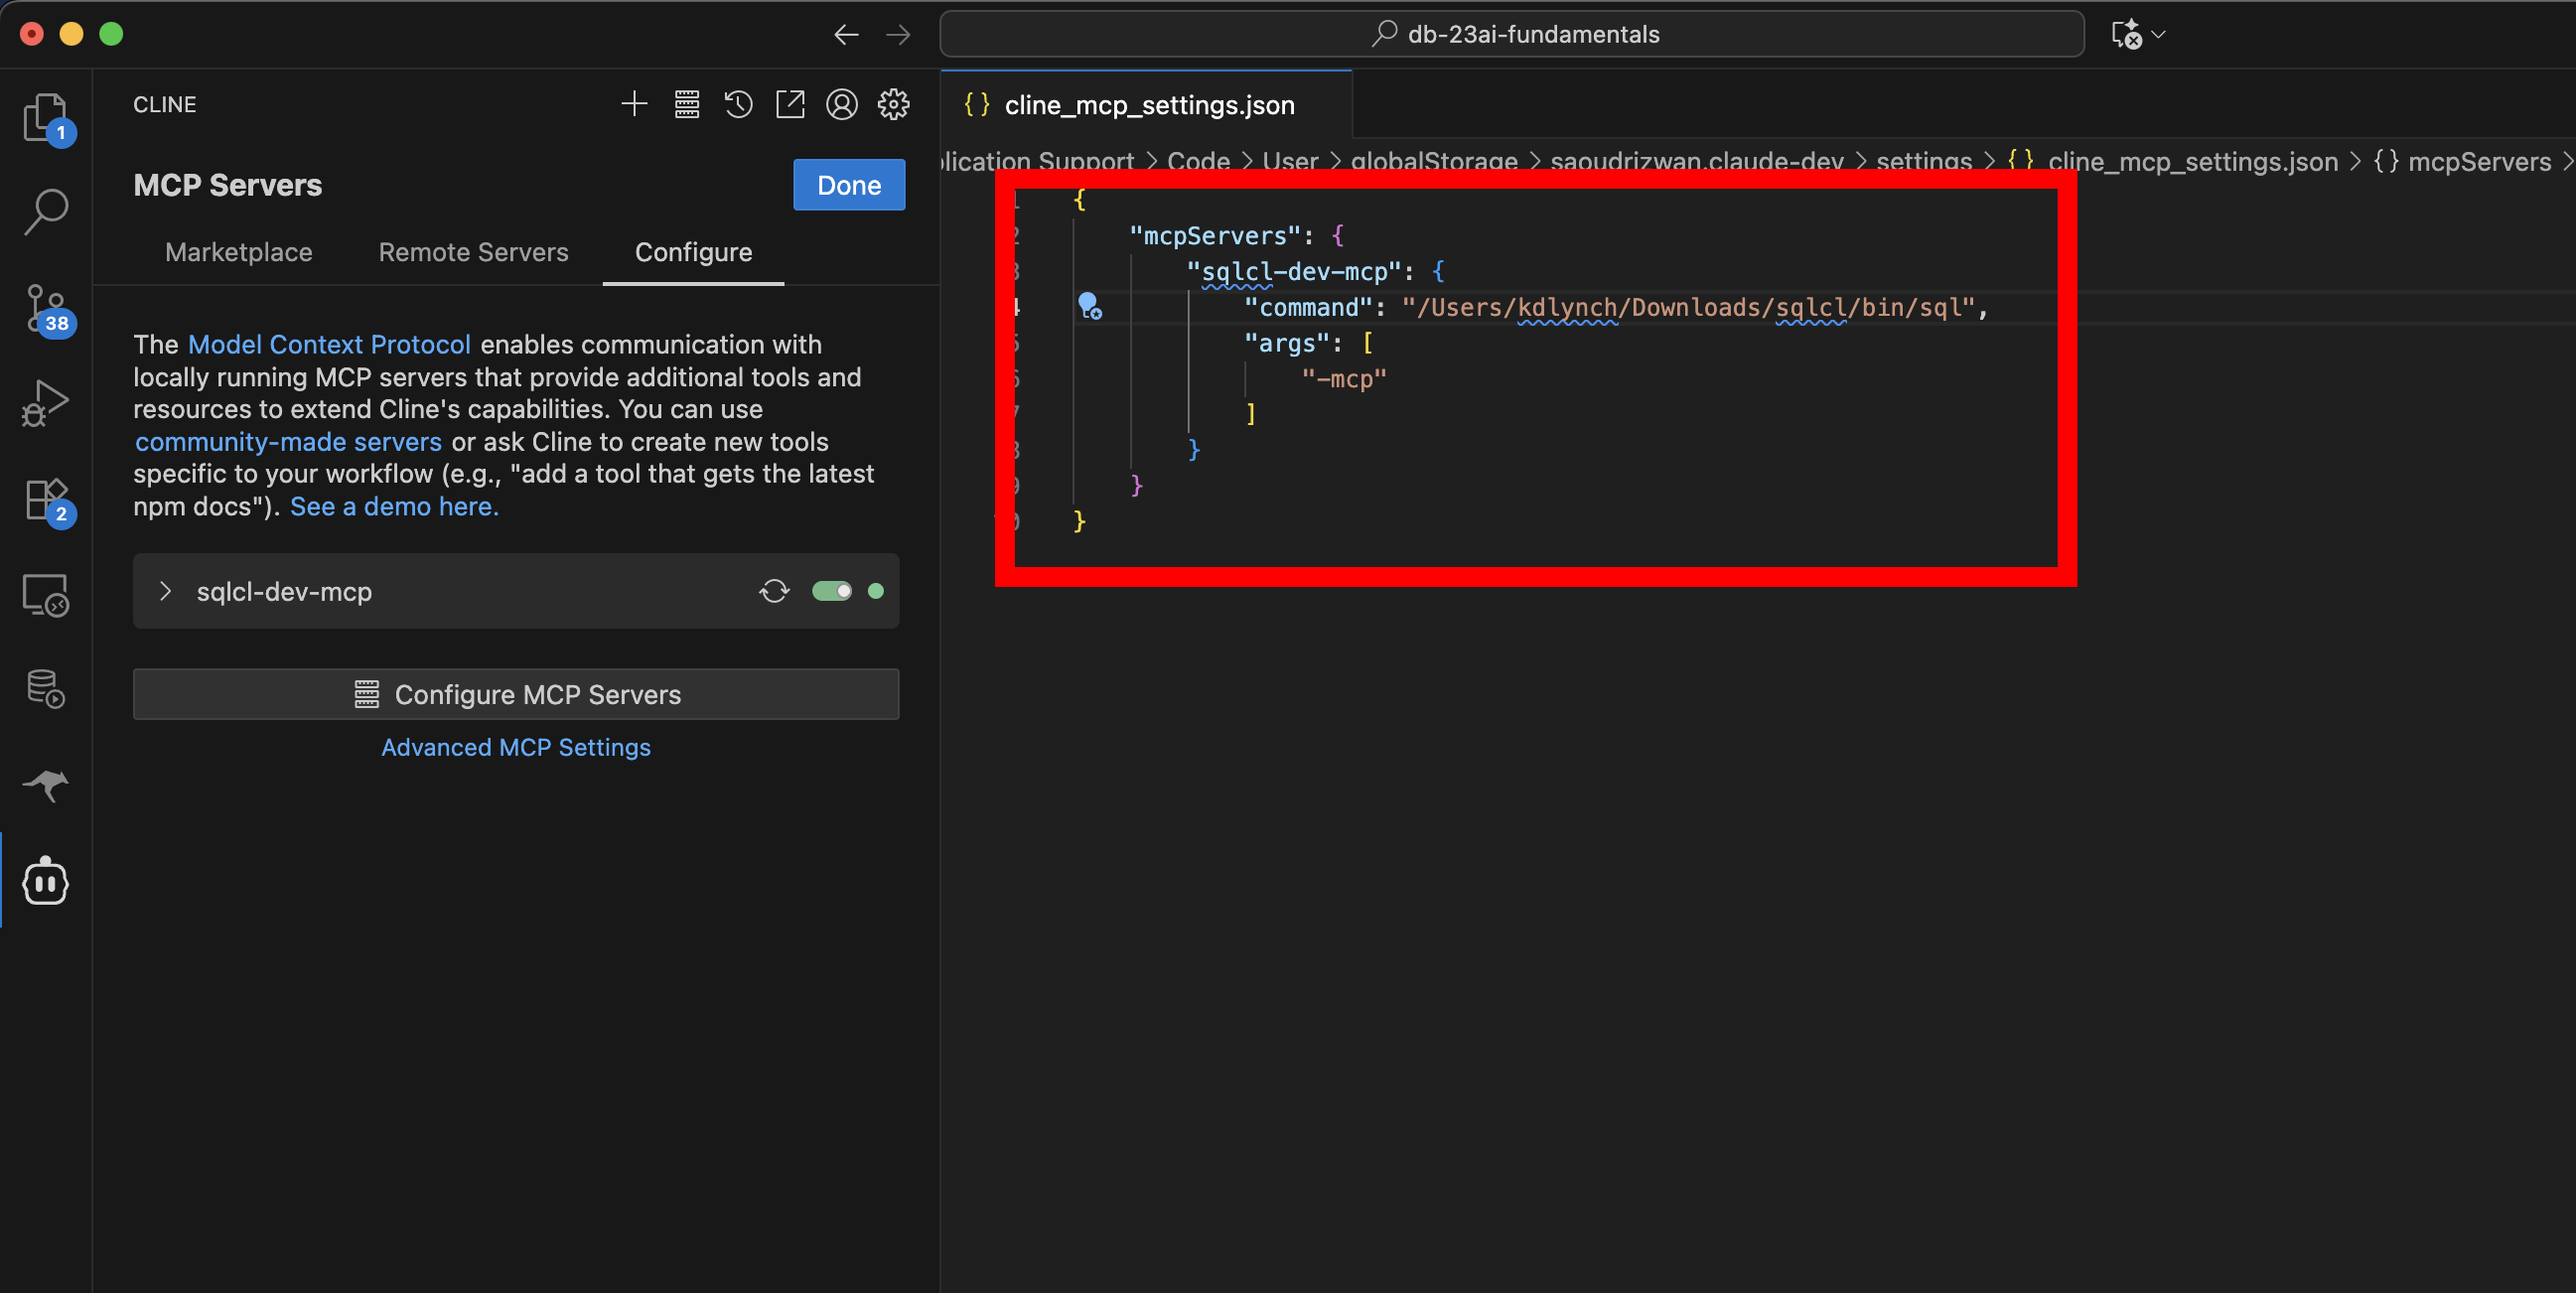 db-23ai-fundamentals
CLINE
1
38
2
MCP Servers
Done
Marketplace Remote Servers Configure
The Model Context Protocol enables communication with
locally running MCP servers that provide additional tools and
resources to extend Cline's capabilities. You can use
community-made servers or ask Cline to create new tools
specific to your workflow (e.g., "add a tool that gets the latest
npm docs"). See a demo here.
sqlcl-dev-mcp
Configure MCP Servers
Advanced MCP Settings
{} cline_mcp_settings.json
plication Support > Code > User > globalStorage > saoudrizwan.claude-dev > settings > {} cline_mcp_settings.json > {} mcpServers >
{
"mcpServers": {
"sqlcl-dev-mcp": {
"command": "/Users/kdlynch/Downloads/sqlcl/bin/sql",
"args": [
"-mcp"
]
}
}
}